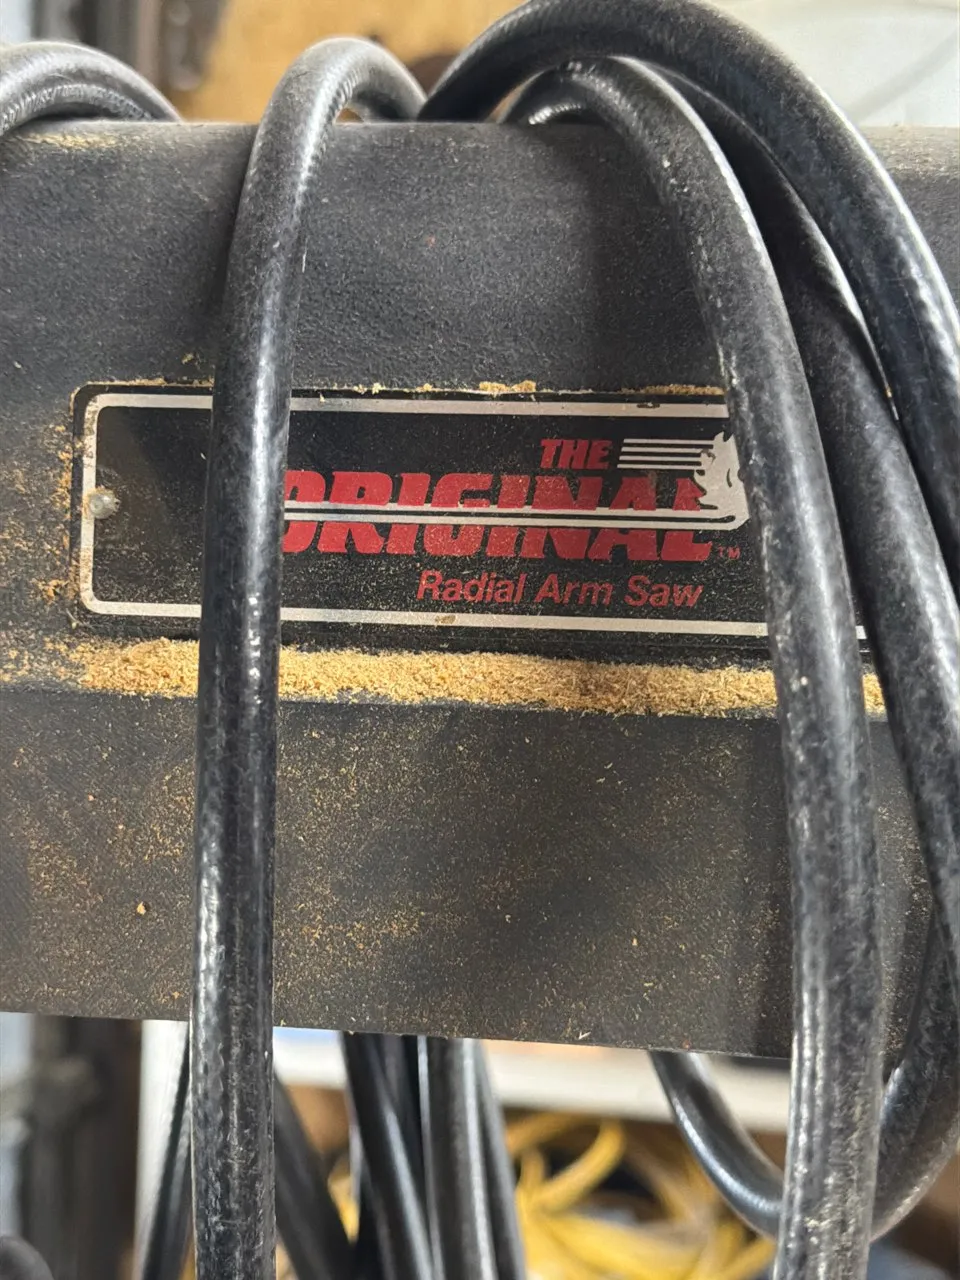 THE
ORIGINAL™
Radial Arm Saw